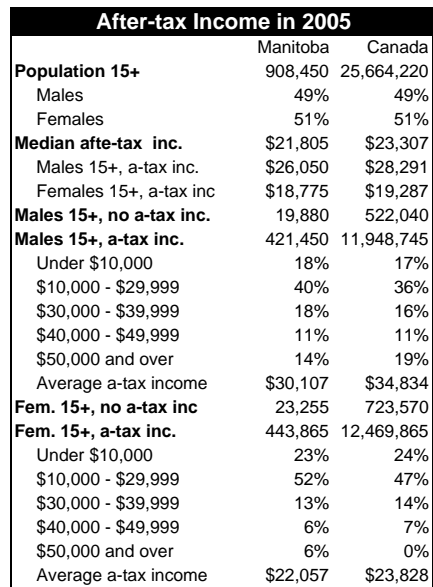 After-tax Income in 2005
Manitoba Canada
Population 15+ 908,450 25,664,220
Males 49% 49%
Females 51% 51%
Median afte-tax inc. $21,805 $23,307
Males 15+, a-tax inc. $26,050 $28,291
Females 15+, a-tax inc $18,775 $19,287
Males 15+, no a-tax inc. 19,880 522,040
Males 15+, a-tax inc. 421,450 11,948,745
Under $10,000 18% 17%
$10,000 - $29,999 40% 36%
$30,000 - $39,999 18% 16%
$40,000 - $49,999 11% 11%
$50,000 and over 14% 19%
Average a-tax income $30,107 $34,834
Fem. 15+, no a-tax inc 23,255 723,570
Fem. 15+, a-tax inc. 443,865 12,469,865
Under $10,000 23% 24%
$10,000 - $29,999 52% 47%
$30,000 - $39,999 13% 14%
$40,000 - $49,999 6% 7%
$50,000 and over 6% 0%
Average a-tax income $22,057 $23,828